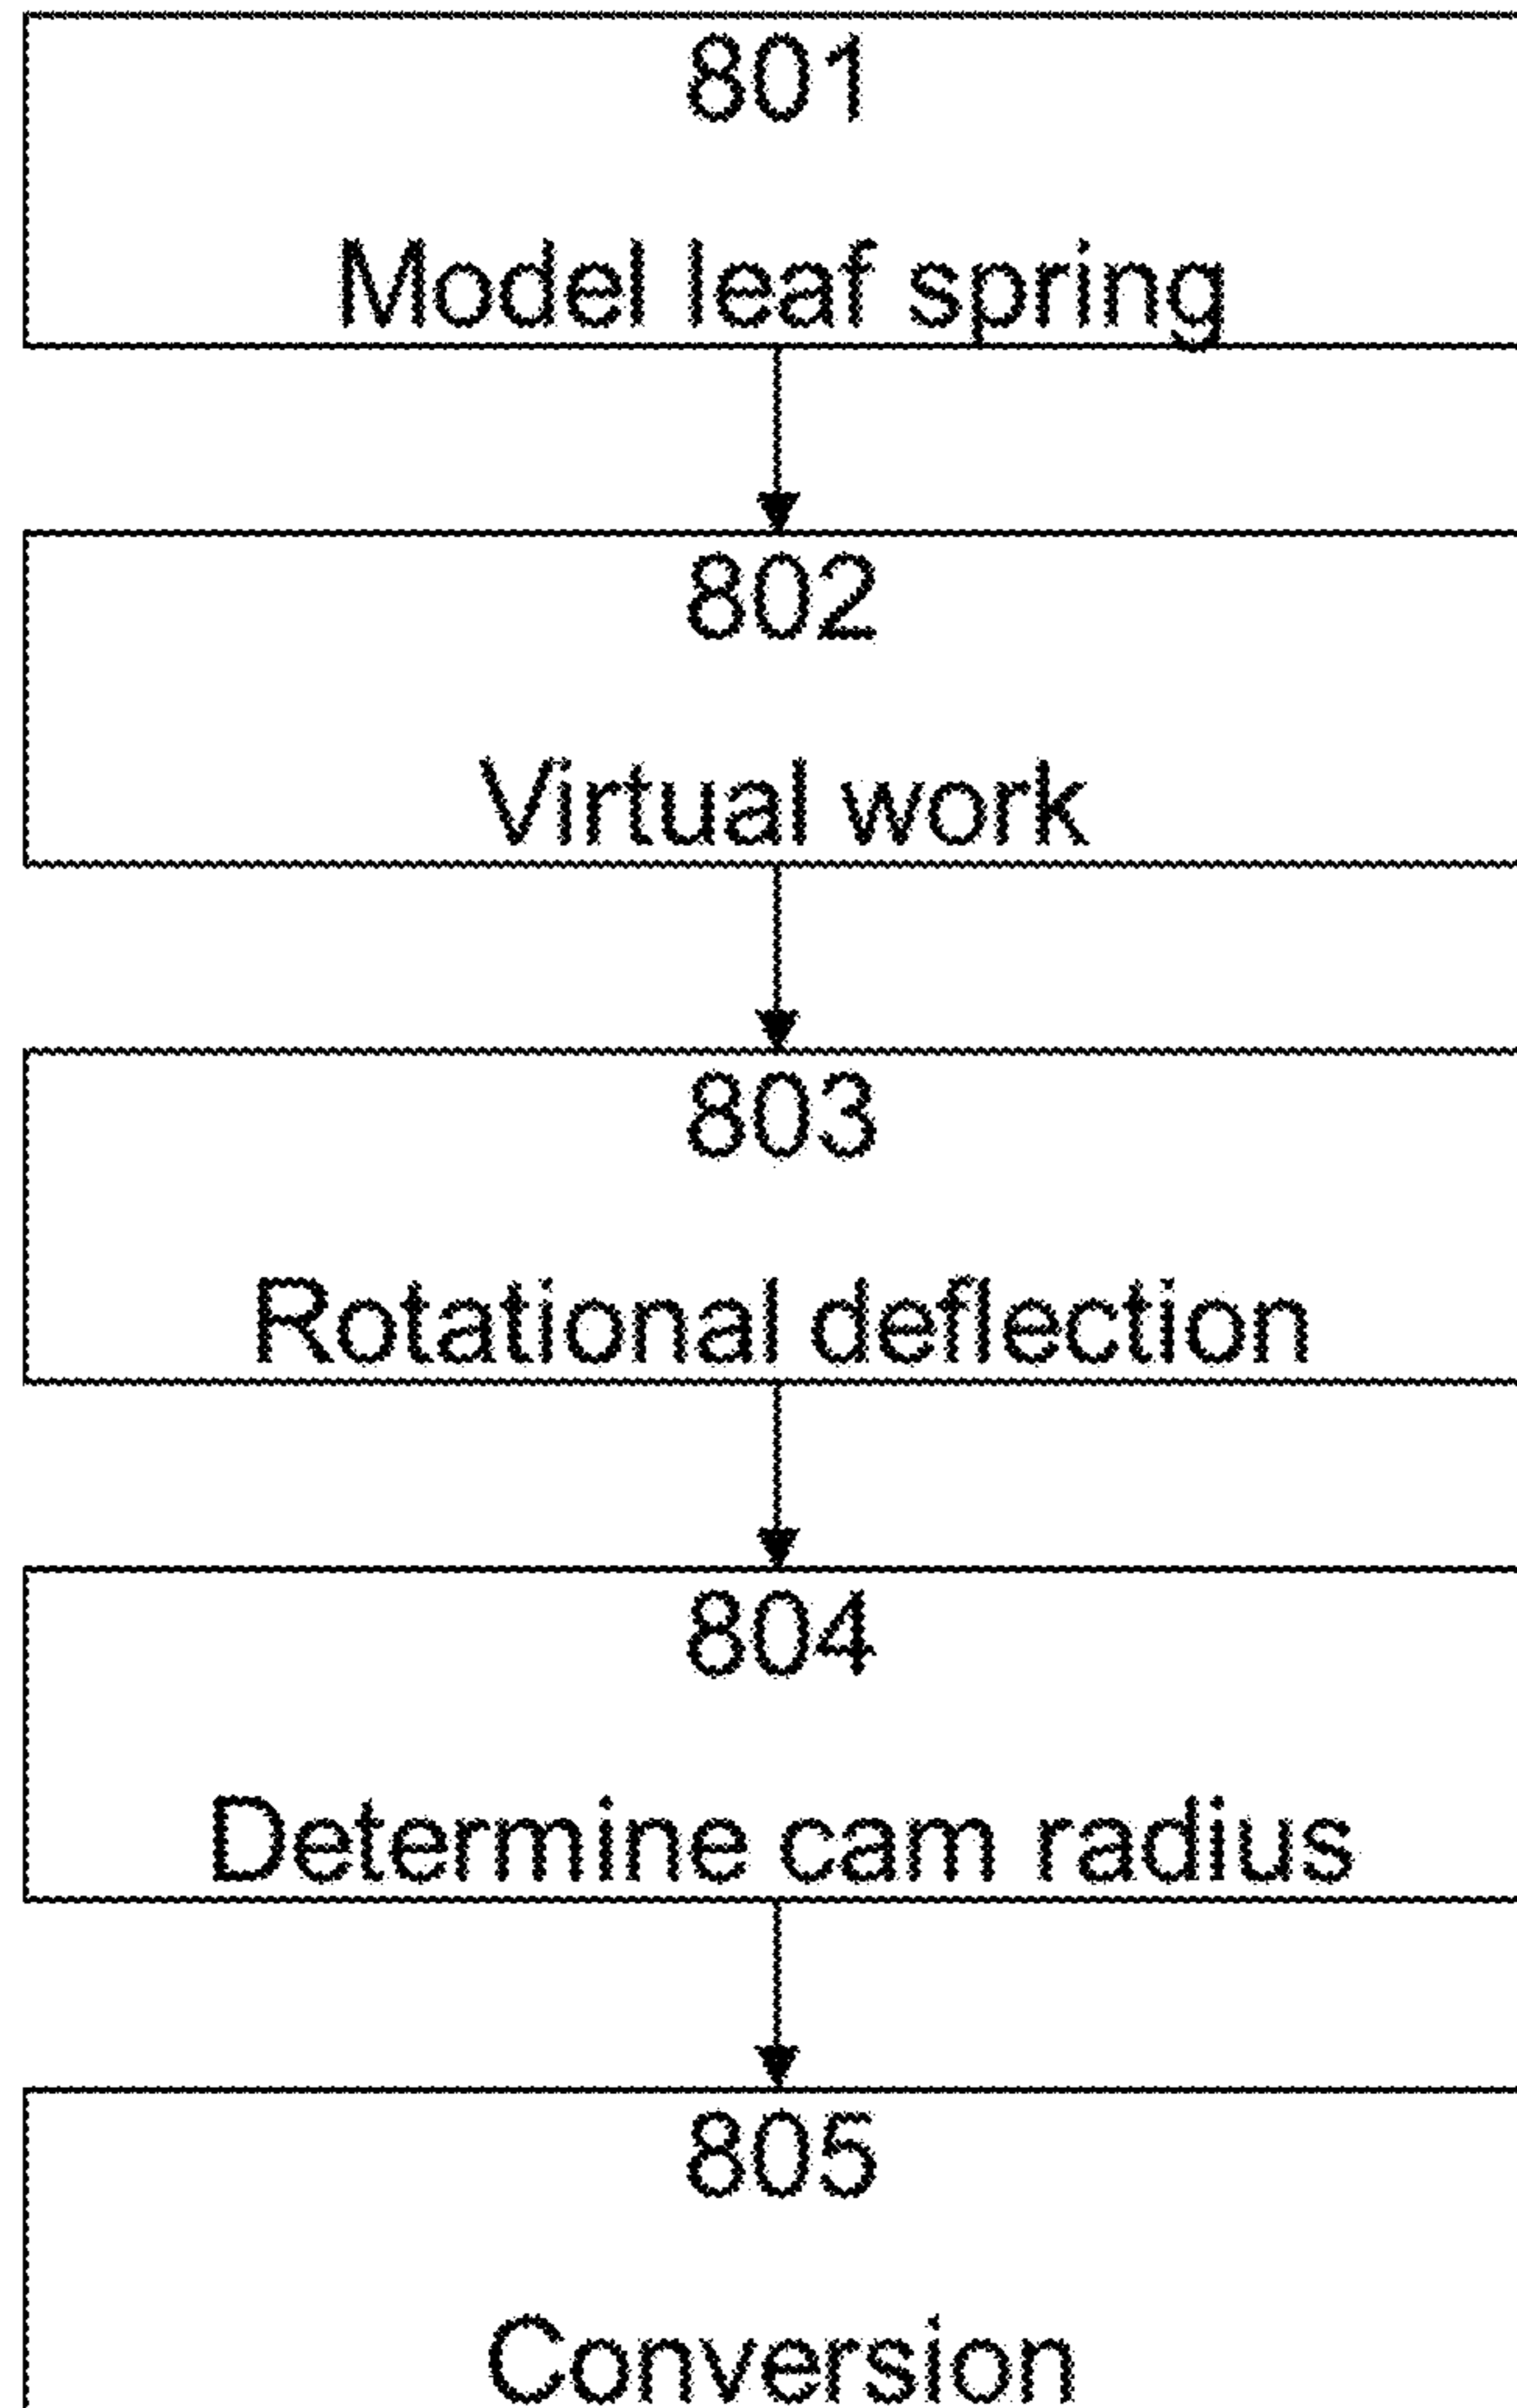 801
Model leaf spring
802
Virtual work
803
Rotational deflection
804
Determine cam radius
805
Conversion